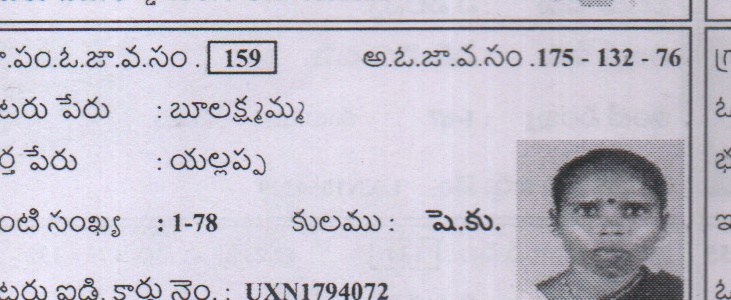 ా.పం.ఓ.జా.వ.సం . 159 అ.ఓ.జా.వ.సం .175 - 132 - 76
టరు పేరు : బూలక్ష్మమ్మ
ర్త పేరు : యల్లప్ప
ంటి సంఖ్య : 1-78 కులము : షె.కు.
టరు ఐడి. కార్డు నెం. : UXN1794072